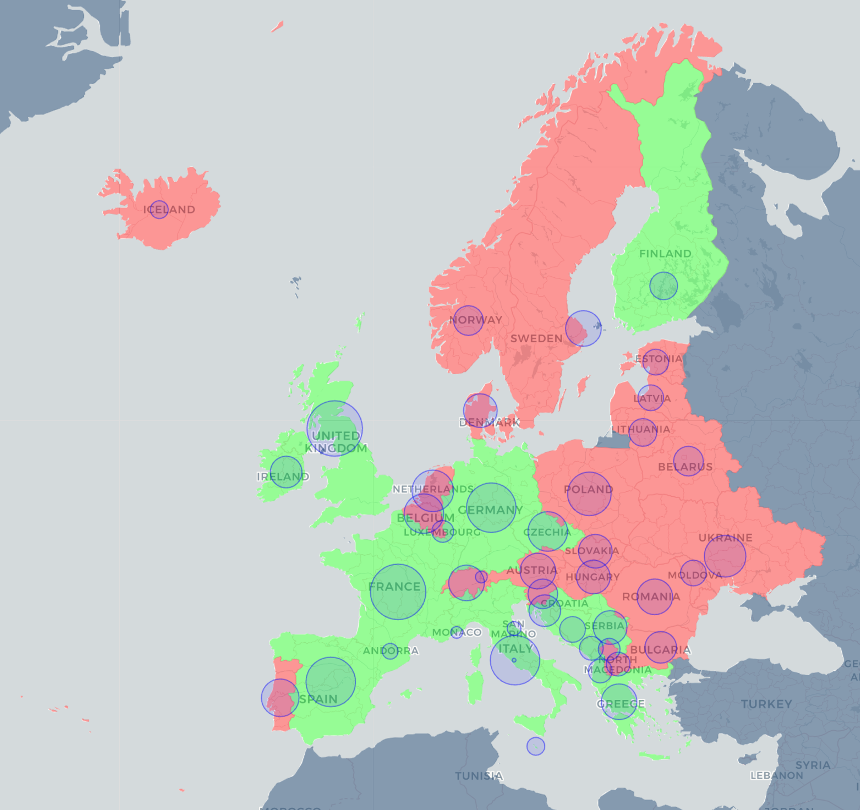 ICELAND
FINLAND
NORWAY
SWEDEN
ESTONIA
LATVIA
DENMARK
LITHUANIA
UNITED
KINGDOM
BELARUS
IRELAND
NETHERLANDS
POLAND
GERMANY
BELGIUM
LUXEMBOURG
CZECHIA
UKRAINE
SLOVAKIA
AUSTRIA
HUNGARY
MOLDOVA
FRANCE
ROMANIA
CROATIA
SAN
MARINO
MONACO
SERBIA
ANDORRA
ITALY
BULGARIA
NORTH
MACEDONIA
SPAIN
GREECE
TURKEY
SYRIA
TUNISIA
LEBANON